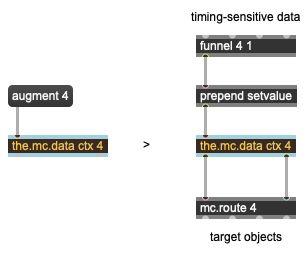 timing-sensitive data
funnel 4 1
augment 4
prepend setvalue
the.mc.data ctx 4
>
the.mc.data ctx 4
mc.route 4
target objects